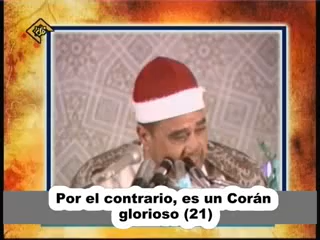 Por el contrario, es un Corán
glorioso (21)